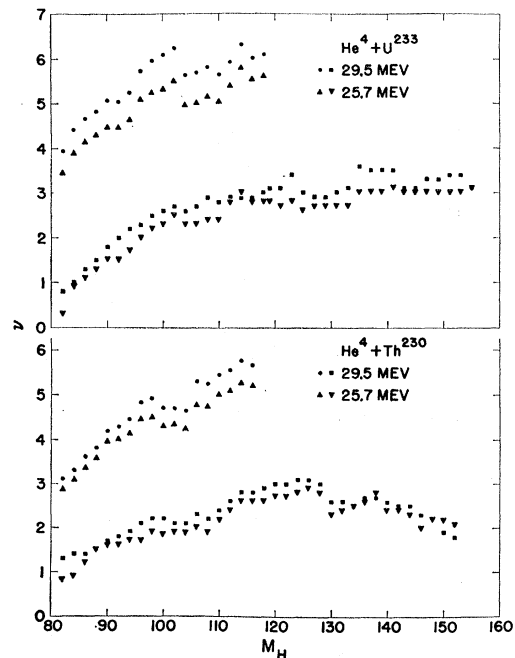 7
6
5
4
3
2
1
0
He⁴ + U²³³
● ■ 29.5 MEV
▲ ▼ 25.7 MEV
ν
6
5
4
3
2
1
0
He⁴ + Th²³⁰
● ■ 29.5 MEV
▲ ▼ 25.7 MEV
80 90 100 110 120 130 140 150 160
M_H